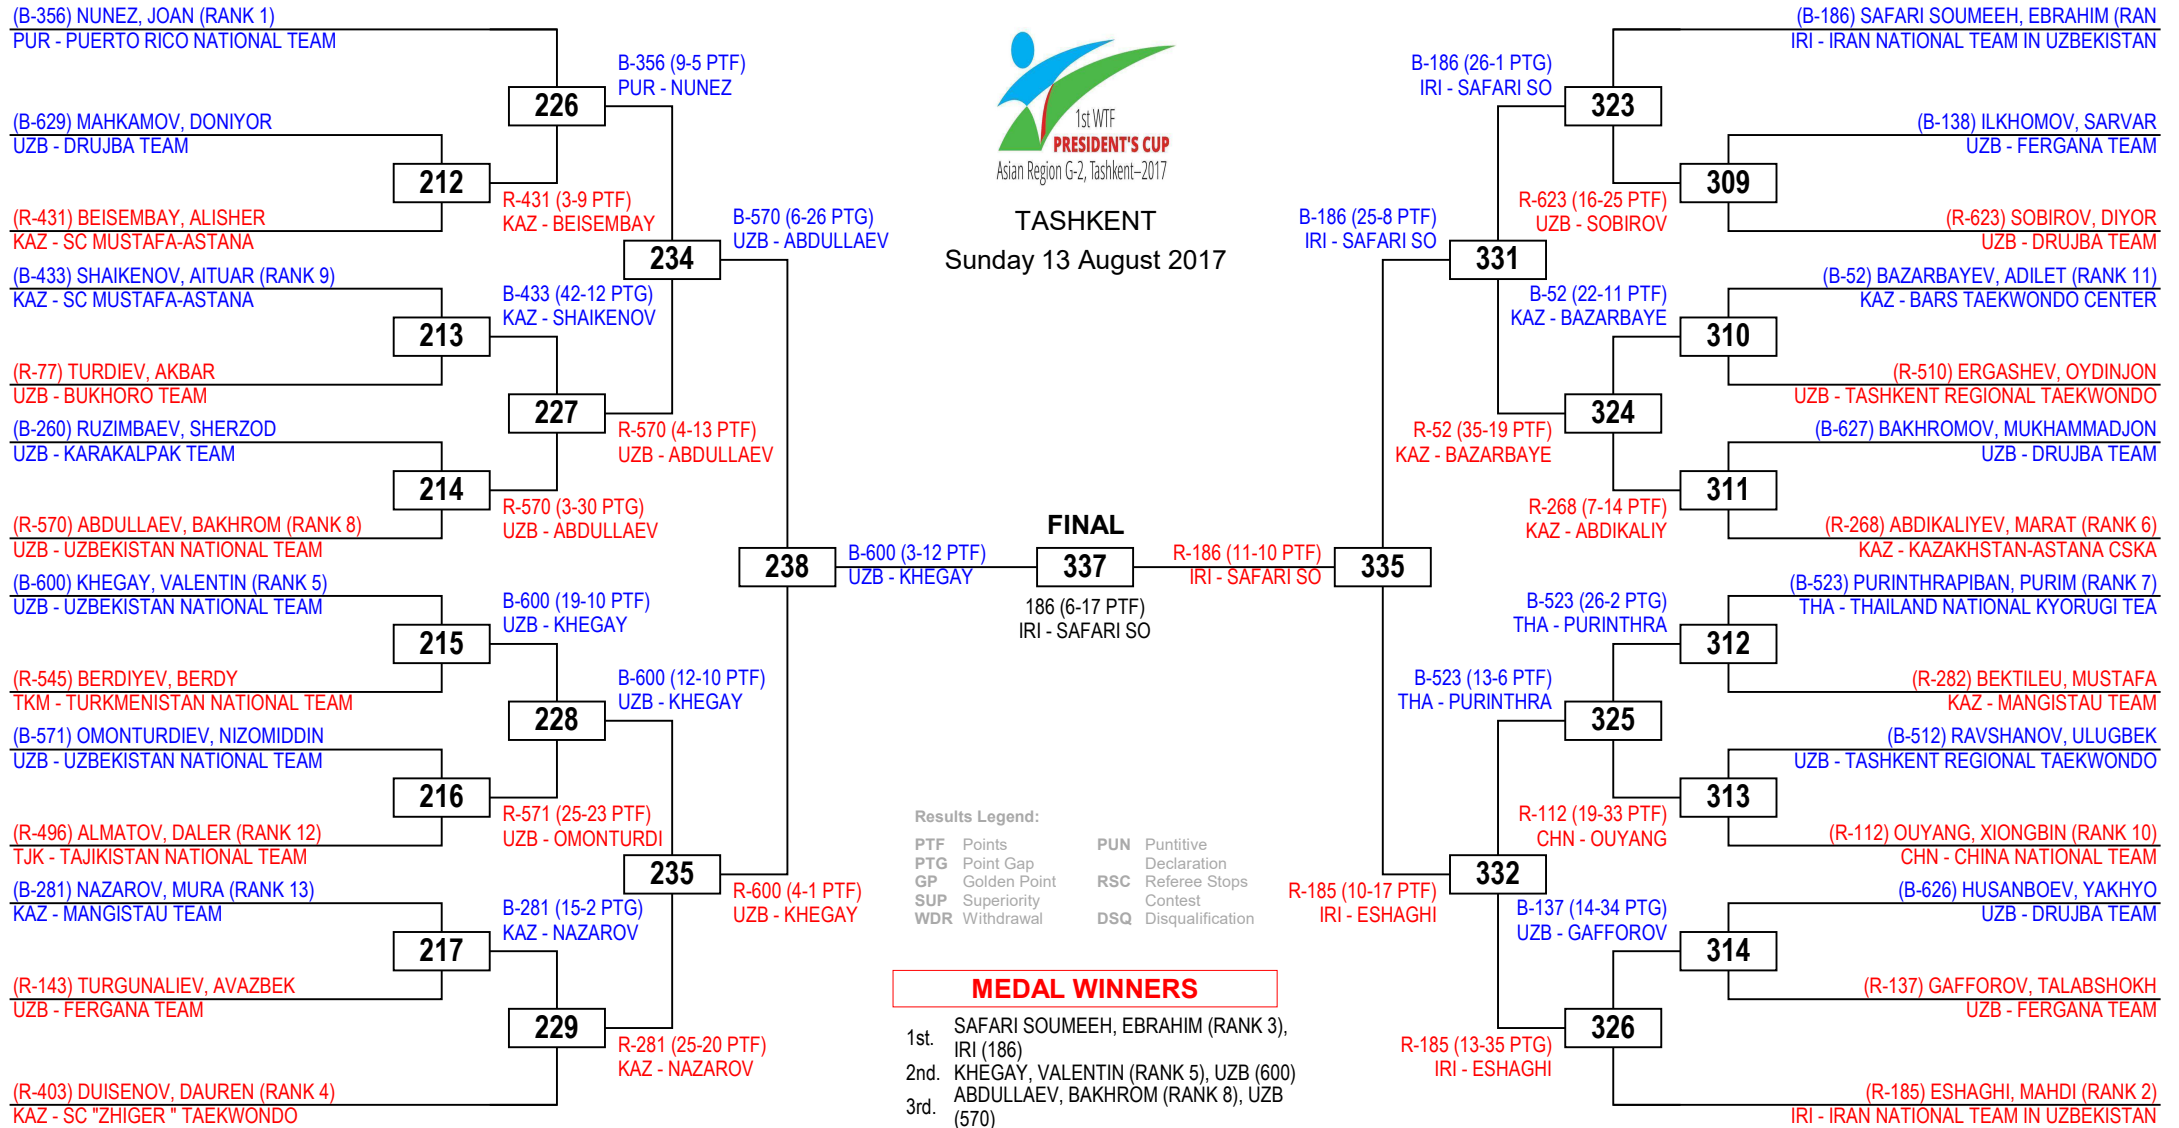 (B-356) NUNEZ, JOAN (RANK 1)
PUR - PUERTO RICO NATIONAL TEAM
(B-629) MAHKAMOV, DONIYOR
UZB - DRUJBA TEAM
(R-431) BEISEMBAY, ALISHER
KAZ - SC MUSTAFA-ASTANA
(B-433) SHAIKENOV, AITUAR (RANK 9)
KAZ - SC MUSTAFA-ASTANA
(R-77) TURDIEV, AKBAR
UZB - BUKHORO TEAM
(B-260) RUZIMBAEV, SHERZOD
UZB - KARAKALPAK TEAM
(R-570) ABDULLAEV, BAKHROM (RANK 8)
UZB - UZBEKISTAN NATIONAL TEAM
(B-600) KHEGAY, VALENTIN (RANK 5)
UZB - UZBEKISTAN NATIONAL TEAM
(R-545) BERDIYEV, BERDY
TKM - TURKMENISTAN NATIONAL TEAM
(B-571) OMONTURDIEV, NIZOMIDDIN
UZB - UZBEKISTAN NATIONAL TEAM
(R-496) ALMATOV, DALER (RANK 12)
TJK - TAJIKISTAN NATIONAL TEAM
(B-281) NAZAROV, MURA (RANK 13)
KAZ - MANGISTAU TEAM
(R-143) TURGUNALIEV, AVAZBEK
UZB - FERGANA TEAM
(R-403) DUISENOV, DAUREN (RANK 4)
KAZ - SC "ZHIGER " TAEKWONDO
212
213
214
215
216
217
R-431 (3-9 PTF)
KAZ - BEISEMBAY
B-433 (42-12 PTG)
KAZ - SHAIKENOV
R-570 (3-30 PTG)
UZB - ABDULLAEV
B-600 (19-10 PTF)
UZB - KHEGAY
R-571 (25-23 PTF)
UZB - OMONTURDI
B-281 (15-2 PTG)
KAZ - NAZAROV
226
227
228
229
B-356 (9-5 PTF)
PUR - NUNEZ
R-570 (4-13 PTF)
UZB - ABDULLAEV
B-600 (12-10 PTF)
UZB - KHEGAY
R-281 (25-20 PTF)
KAZ - NAZAROV
234
235
B-570 (6-26 PTG)
UZB - ABDULLAEV
R-600 (4-1 PTF)
UZB - KHEGAY
238
B-600 (3-12 PTF)
UZB - KHEGAY
1st WTF
PRESIDENT'S CUP
Asian Region G-2, Tashkent–2017
TASHKENT
Sunday 13 August 2017
FINAL
337
186 (6-17 PTF)
IRI - SAFARI SO
Results Legend:
PTF Points
PTG Point Gap
GP Golden Point
SUP Superiority
WDR Withdrawal
PUN Puntitive
Declaration
RSC Referee Stops
Contest
DSQ Disqualification
MEDAL WINNERS
1st. SAFARI SOUMEEH, EBRAHIM (RANK 3),
IRI (186)
2nd. KHEGAY, VALENTIN (RANK 5), UZB (600)
3rd. ABDULLAEV, BAKHROM (RANK 8), UZB
(570)
R-186 (11-10 PTF)
IRI - SAFARI SO
335
B-186 (25-8 PTF)
IRI - SAFARI SO
R-185 (10-17 PTF)
IRI - ESHAGHI
331
332
B-186 (26-1 PTG)
IRI - SAFARI SO
R-52 (35-19 PTF)
KAZ - BAZARBAYE
B-523 (13-6 PTF)
THA - PURINTHRA
R-185 (13-35 PTG)
IRI - ESHAGHI
323
324
325
326
R-623 (16-25 PTF)
UZB - SOBIROV
B-52 (22-11 PTF)
KAZ - BAZARBAYE
R-268 (7-14 PTF)
KAZ - ABDIKALIY
B-523 (26-2 PTG)
THA - PURINTHRA
R-112 (19-33 PTF)
CHN - OUYANG
B-137 (14-34 PTG)
UZB - GAFFOROV
309
310
311
312
313
314
(B-186) SAFARI SOUMEEH, EBRAHIM (RAN
IRI - IRAN NATIONAL TEAM IN UZBEKISTAN
(B-138) ILKHOMOV, SARVAR
UZB - FERGANA TEAM
(R-623) SOBIROV, DIYOR
UZB - DRUJBA TEAM
(B-52) BAZARBAYEV, ADILET (RANK 11)
KAZ - BARS TAEKWONDO CENTER
(R-510) ERGASHEV, OYDINJON
UZB - TASHKENT REGIONAL TAEKWONDO
(B-627) BAKHROMOV, MUKHAMMADJON
UZB - DRUJBA TEAM
(R-268) ABDIKALIYEV, MARAT (RANK 6)
KAZ - KAZAKHSTAN-ASTANA CSKA
(B-523) PURINTHRAPIBAN, PURIM (RANK 7)
THA - THAILAND NATIONAL KYORUGI TEA
(R-282) BEKTILEU, MUSTAFA
KAZ - MANGISTAU TEAM
(B-512) RAVSHANOV, ULUGBEK
UZB - TASHKENT REGIONAL TAEKWONDO
(R-112) OUYANG, XIONGBIN (RANK 10)
CHN - CHINA NATIONAL TEAM
(B-626) HUSANBOEV, YAKHYO
UZB - DRUJBA TEAM
(R-137) GAFFOROV, TALABSHOKH
UZB - FERGANA TEAM
(R-185) ESHAGHI, MAHDI (RANK 2)
IRI - IRAN NATIONAL TEAM IN UZBEKISTAN